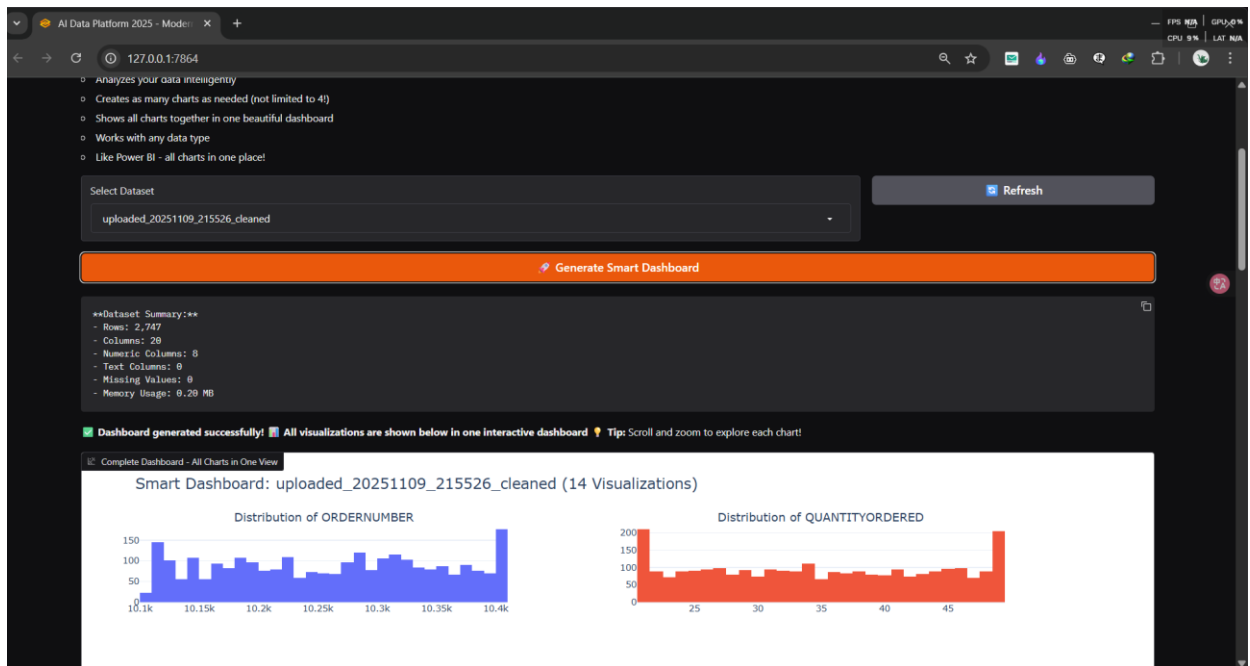 AI Data Platform 2025 - Moder
FPS N/A GPU 0%
CPU 9% LAT N/A
127.0.0.1:7864
Analyzes your data intelligently
Creates as many charts as needed (not limited to 4!)
Shows all charts together in one beautiful dashboard
Works with any data type
Like Power BI - all charts in one place!
Select Dataset
uploaded_20251109_215526_cleaned
Refresh
Generate Smart Dashboard
**Dataset Summary:**
- Rows: 2,747
- Columns: 20
- Numeric Columns: 8
- Text Columns: 0
- Missing Values: 0
- Memory Usage: 0.20 MB
Dashboard generated successfully! All visualizations are shown below in one interactive dashboard Tip: Scroll and zoom to explore each chart!
Complete Dashboard - All Charts in One View
Smart Dashboard: uploaded_20251109_215526_cleaned (14 Visualizations)
Distribution of ORDERNUMBER
150
100
50
0
10.1k 10.15k 10.2k 10.25k 10.3k 10.35k 10.4k
Distribution of QUANTITYORDERED
200
150
100
50
0
25 30 35 40 45